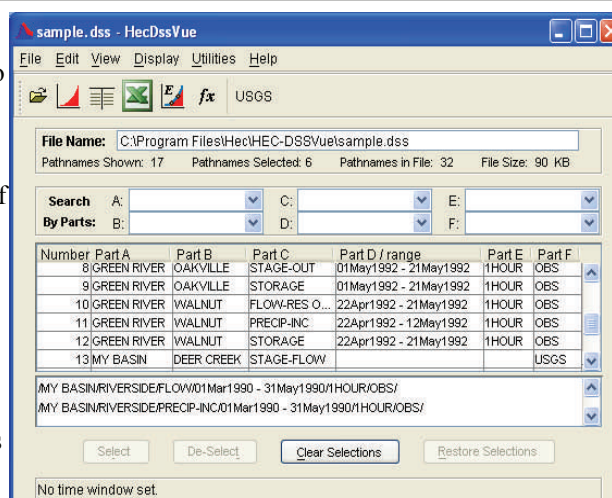 sample.dss - HecDssVue
File Edit View Display Utilities Help
USGS
File Name: C:\Program Files\Hec\HEC-DSSVue\sample.dss
Pathnames Shown: 17 Pathnames Selected: 6 Pathnames in File: 32 File Size: 90 KB
Search A: C: E:
By Parts: B: D: F:
Number Part A Part B Part C Part D / range Part E Part F
8 GREEN RIVER OAKVILLE STAGE-OUT 01May1992 - 21May1992 1HOUR OBS
9 GREEN RIVER OAKVILLE STORAGE 01May1992 - 21May1992 1HOUR OBS
10 GREEN RIVER WALNUT FLOW-RES O... 22Apr1992 - 21May1992 1HOUR OBS
11 GREEN RIVER WALNUT PRECIP-INC 22Apr1992 - 12May1992 1HOUR OBS
12 GREEN RIVER WALNUT STORAGE 22Apr1992 - 21May1992 1HOUR OBS
13 MY BASIN DEER CREEK STAGE-FLOW USGS
/MY BASIN/RIVERSIDE/FLOW/01Mar1990 - 31May1990/1HOUR/OBS/
/MY BASIN/RIVERSIDE/PRECIP-INC/01Mar1990 - 31May1990/1HOUR/OBS/
Select De-Select Clear Selections Restore Selections
No time window set.